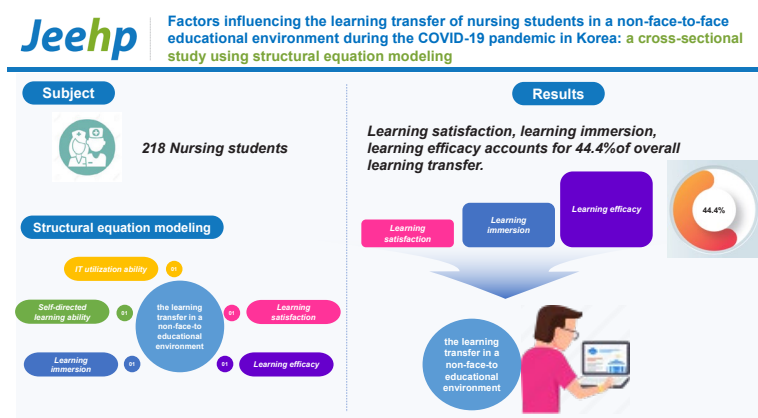 Jeehp
Factors influencing the learning transfer of nursing students in a non-face-to-face
educational environment during the COVID-19 pandemic in Korea: a cross-sectional
study using structural equation modeling
Subject
218 Nursing students
Structural equation modeling
IT utilization ability
01
Self-directed
learning ability
01
the learning
transfer in a
non-face-to
educational
environment
01
Learning
satisfaction
Learning
immersion
01
01
Learning efficacy
Results
Learning satisfaction, learning immersion,
learning efficacy accounts for 44.4%of overall
learning transfer.
Learning
satisfaction
Learning
immersion
Learning efficacy
44.4%
the learning
transfer in a
non-face-to
educational
environment